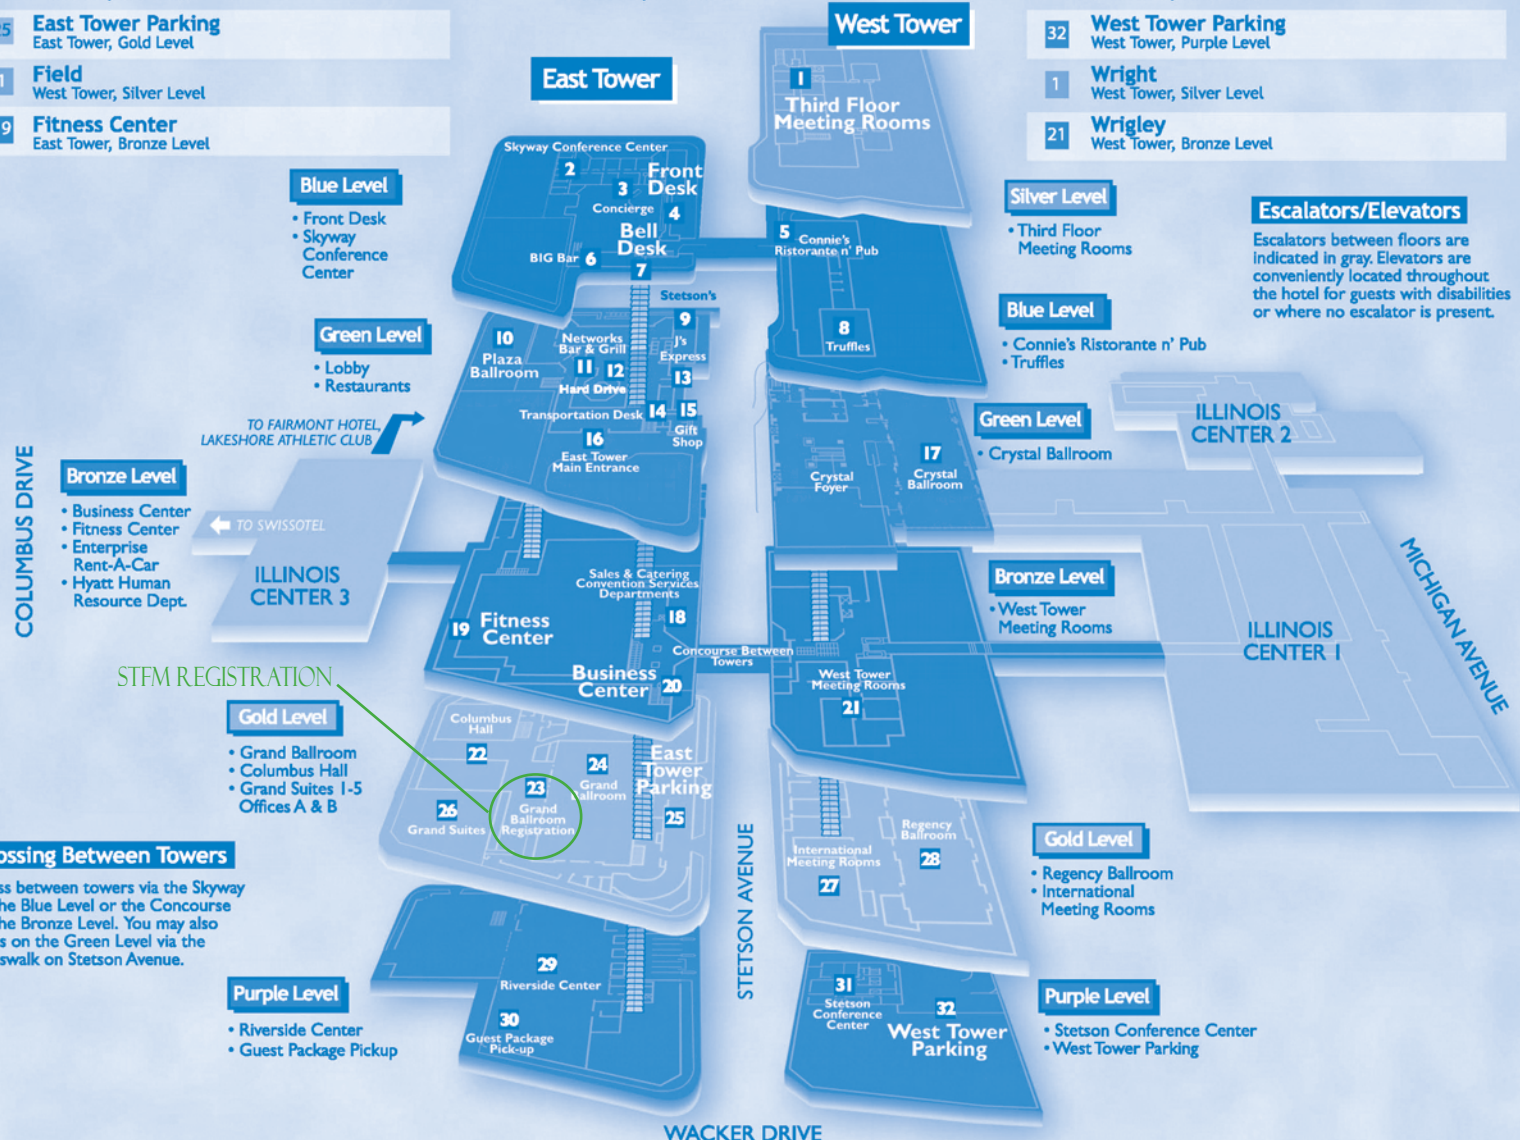 25 East Tower Parking
East Tower, Gold Level
1 Field
West Tower, Silver Level
19 Fitness Center
East Tower, Bronze Level
West Tower
East Tower
32 West Tower Parking
West Tower, Purple Level
1 Wright
West Tower, Silver Level
21 Wrigley
West Tower, Bronze Level
1
Third Floor
Meeting Rooms
Skyway Conference Center
2
3
Front
Desk
Concierge
4
Bell
Desk
BIG Bar 6
7
5
Connie's
Ristorante n' Pub
8
Truffles
Blue Level
• Front Desk
• Skyway
Conference
Center
Silver Level
• Third Floor
Meeting Rooms
Escalators/Elevators
Escalators between floors are
indicated in gray. Elevators are
conveniently located throughout
the hotel for guests with disabilities
or where no escalator is present.
Blue Level
• Connie's Ristorante n' Pub
• Truffles
Green Level
• Lobby
• Restaurants
Stetson's
9
10
Plaza
Ballroom
Networks
Bar & Grill
11 12
Hard Drive
J's
Express
13
Transportation Desk 14 15
Gift
Shop
16
East Tower
Main Entrance
TO FAIRMONT HOTEL,
LAKESHORE ATHLETIC CLUB
Green Level
• Crystal Ballroom
17
Crystal
Ballroom
Crystal
Foyer
ILLINOIS
CENTER 2
COLUMBUS DRIVE
Bronze Level
• Business Center
• Fitness Center
• Enterprise
Rent-A-Car
• Hyatt Human
Resource Dept.
TO SWISSOTEL
ILLINOIS
CENTER 3
Sales & Catering
Convention Services
Departments
18
19
Fitness
Center
Business
Center 20
Concourse Between
Towers
West Tower
Meeting Rooms
21
Bronze Level
• West Tower
Meeting Rooms
ILLINOIS
CENTER 1
MICHIGAN AVENUE
STFM REGISTRATION
Gold Level
• Grand Ballroom
• Columbus Hall
• Grand Suites 1-5
Offices A & B
Columbus
Hall
22
23
Grand
Ballroom
Registration
24
Grand
Ballroom
East
Tower
Parking
25
26
Grand Suites
STETSON AVENUE
International
Meeting Rooms
27
Regency
Ballroom
28
Gold Level
• Regency Ballroom
• International
Meeting Rooms
ossing Between Towers
ss between towers via the Skyway
he Blue Level or the Concourse
he Bronze Level. You may also
s on the Green Level via the
swalk on Stetson Avenue.
Purple Level
• Riverside Center
• Guest Package Pickup
29
Riverside Center
30
Guest Package
Pick-up
31
Stetson
Conference
Center
32
West Tower
Parking
Purple Level
• Stetson Conference Center
• West Tower Parking
WACKER DRIVE